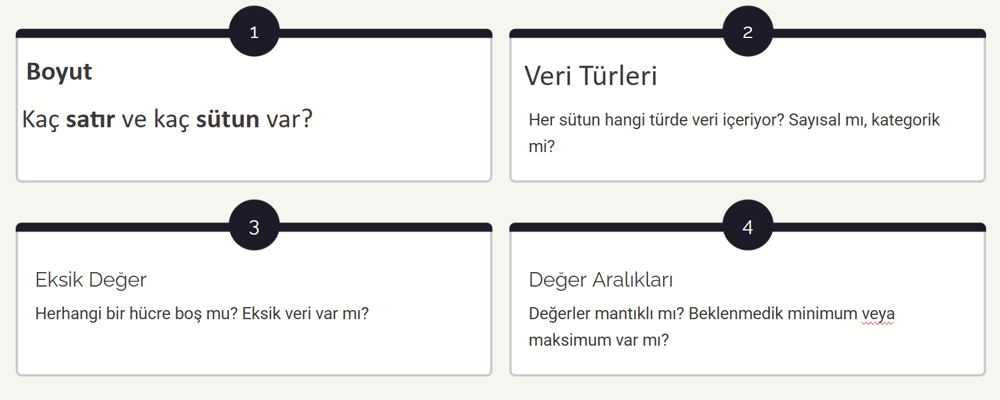 1
Boyut
Kaç satır ve kaç sütun var?
2
Veri Türleri
Her sütun hangi türde veri içeriyor? Sayısal mı, kategorik
mi?
3
Eksik Değer
Herhangi bir hücre boş mu? Eksik veri var mı?
4
Değer Aralıkları
Değerler mantıklı mı? Beklenmedik minimum veya
maksimum var mı?